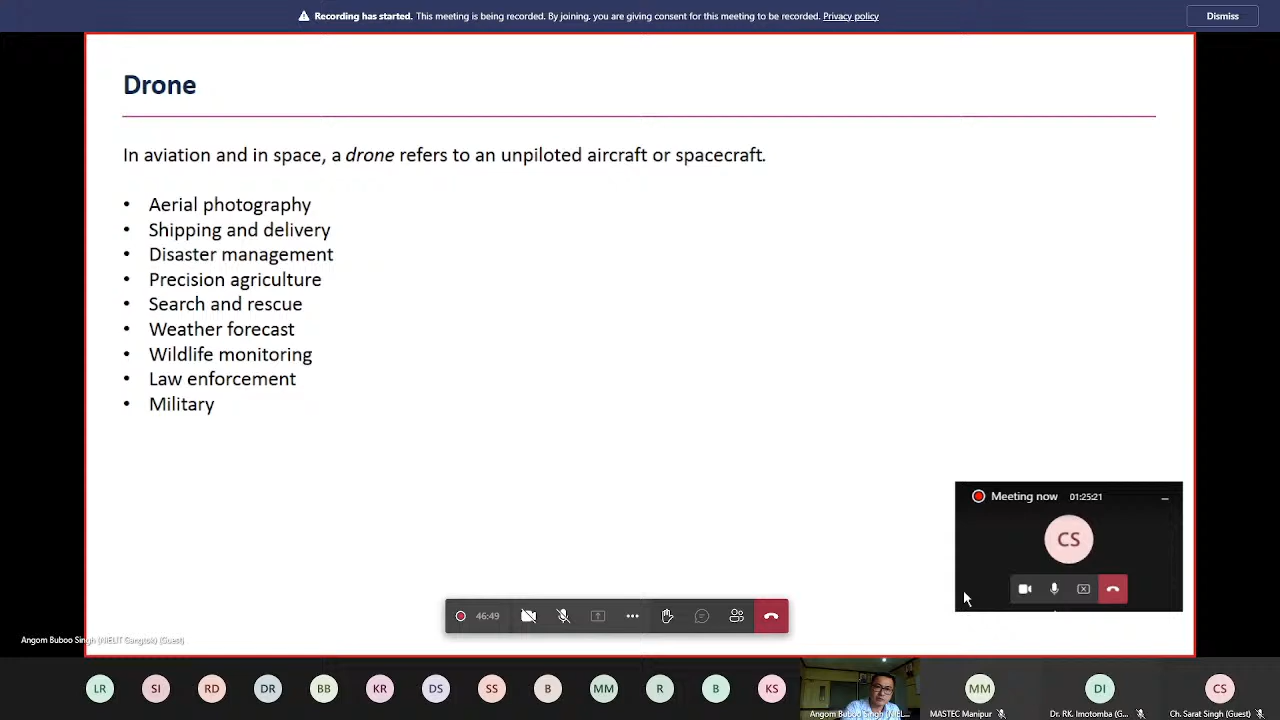 Recording has started. This meeting is being recorded. By joining, you are giving consent for this meeting to be recorded. Privacy policy
Dismiss
Drone
In aviation and in space, a drone refers to an unpiloted aircraft or spacecraft.
• Aerial photography
• Shipping and delivery
• Disaster management
• Precision agriculture
• Search and rescue
• Weather forecast
• Wildlife monitoring
• Law enforcement
• Military
Meeting now 01:25:21
CS
46:49
Angom Buboo Singh (NIELIT Gangtok) (Guest)
LR SI RD DR BB KR DS SS B MM R B KS MM DI CS
Angom Buboo Singh (NIEL...
MASTEC Manipur
Dr. RK. Imotomba (G...
Ch. Sarat Singh (Guest)